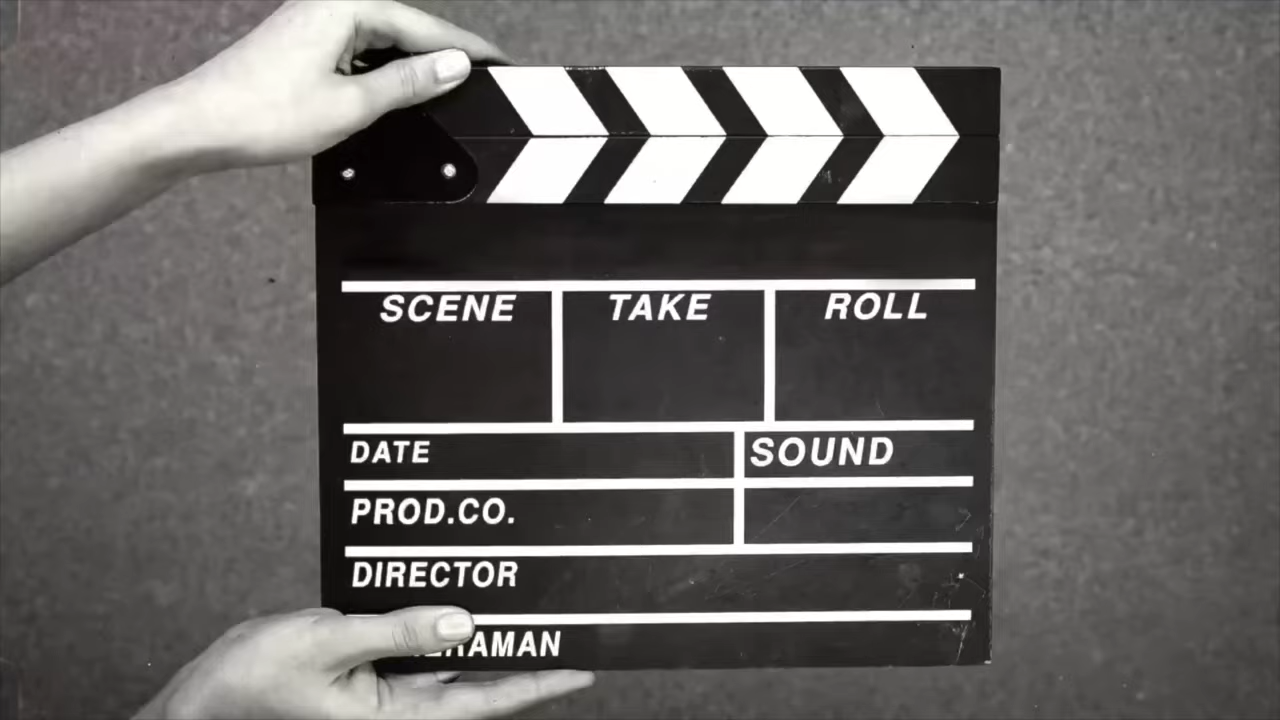 SCENE TAKE ROLL
DATE SOUND
PROD.CO.
DIRECTOR